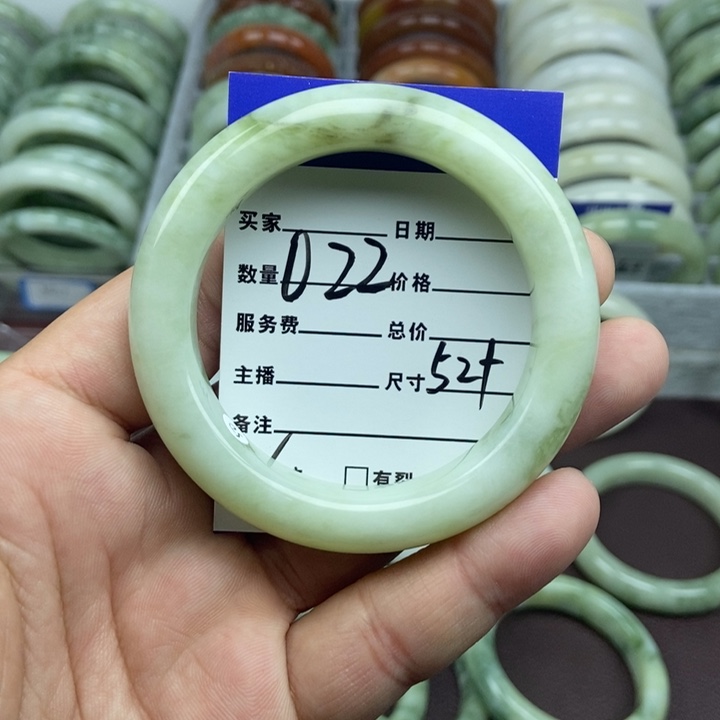 买家 日期
数量 022 价格
服务费 总价
主播 尺寸 52+
备注
有裂